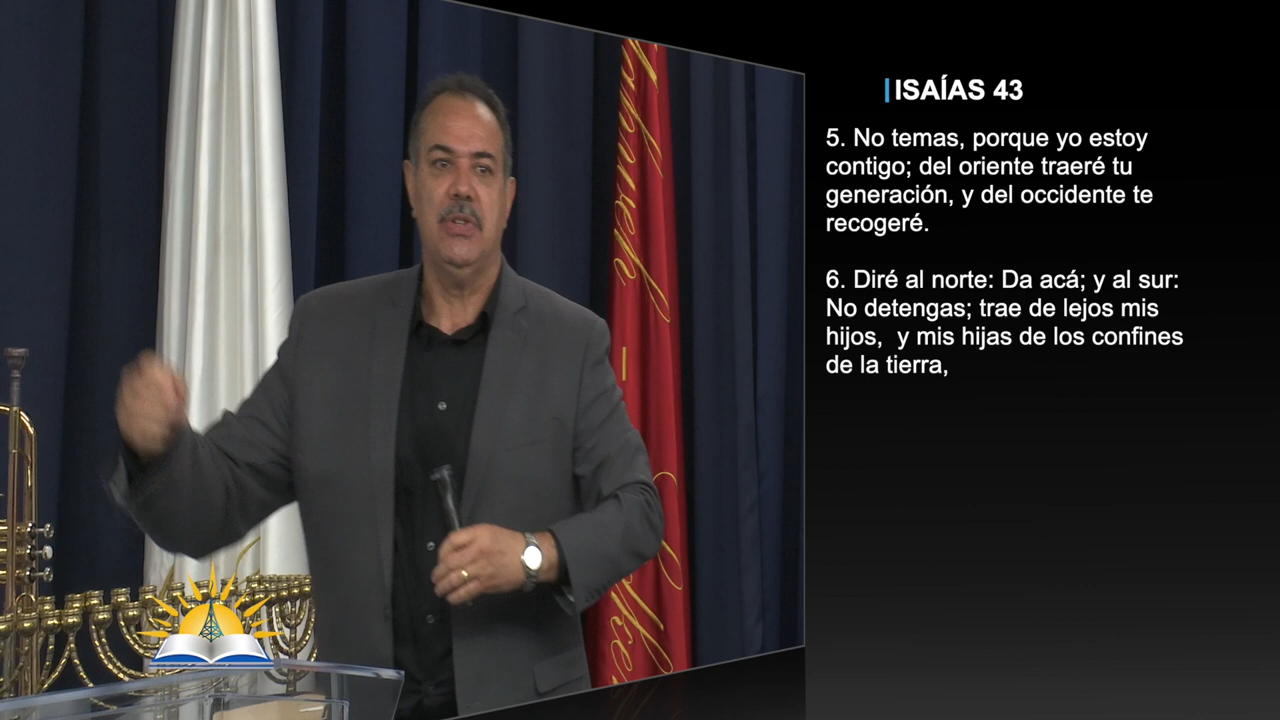 ISAÍAS 43
5. No temas, porque yo estoy
contigo; del oriente traeré tu
generación, y del occidente te
recogeré.
6. Diré al norte: Da acá; y al sur:
No detengas; trae de lejos mis
hijos,  y mis hijas de los confines
de la tierra,
Yahweh